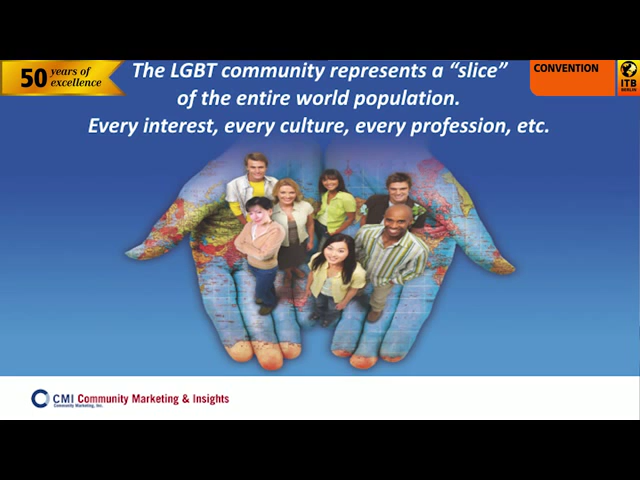 50 years of
excellence
The LGBT community represents a “slice”
of the entire world population.
Every interest, every culture, every profession, etc.
CONVENTION
ITB
BERLIN
CMI Community Marketing & Insights
Community Marketing, Inc.